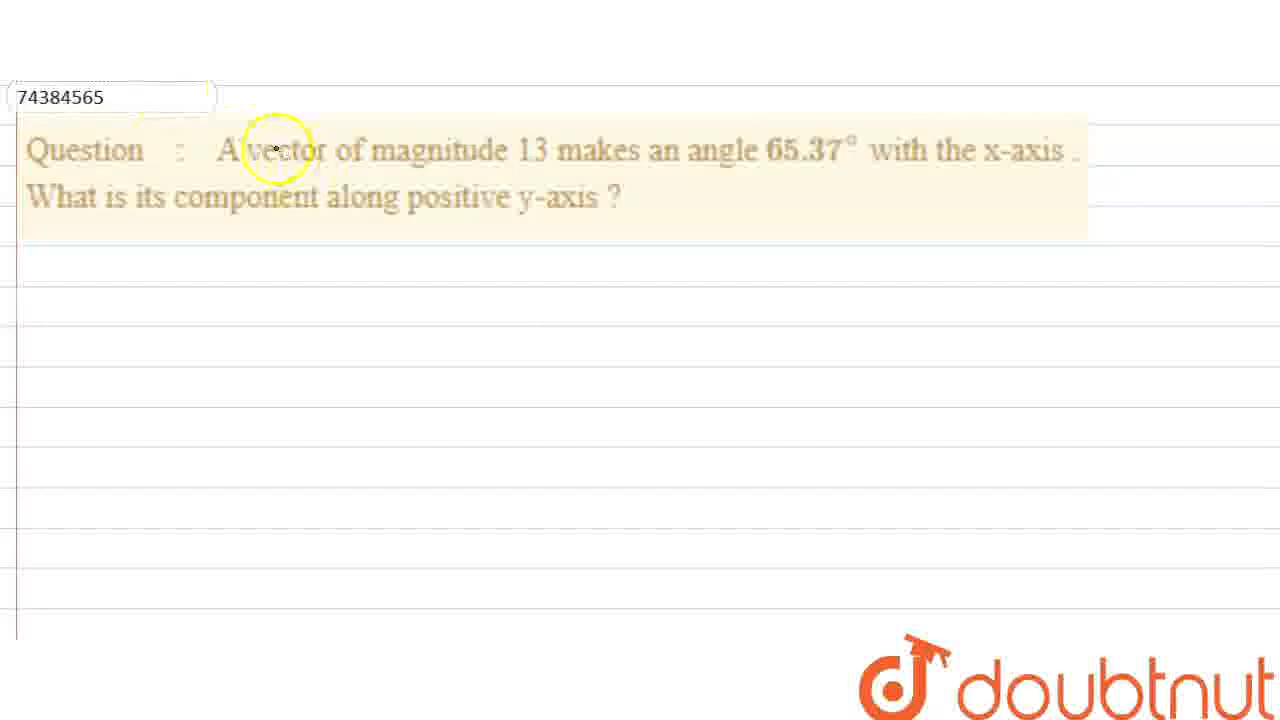 74384565
Question : A vector of magnitude 13 makes an angle 65.37° with the x-axis .
What is its component along positive y-axis ?
doubtnut